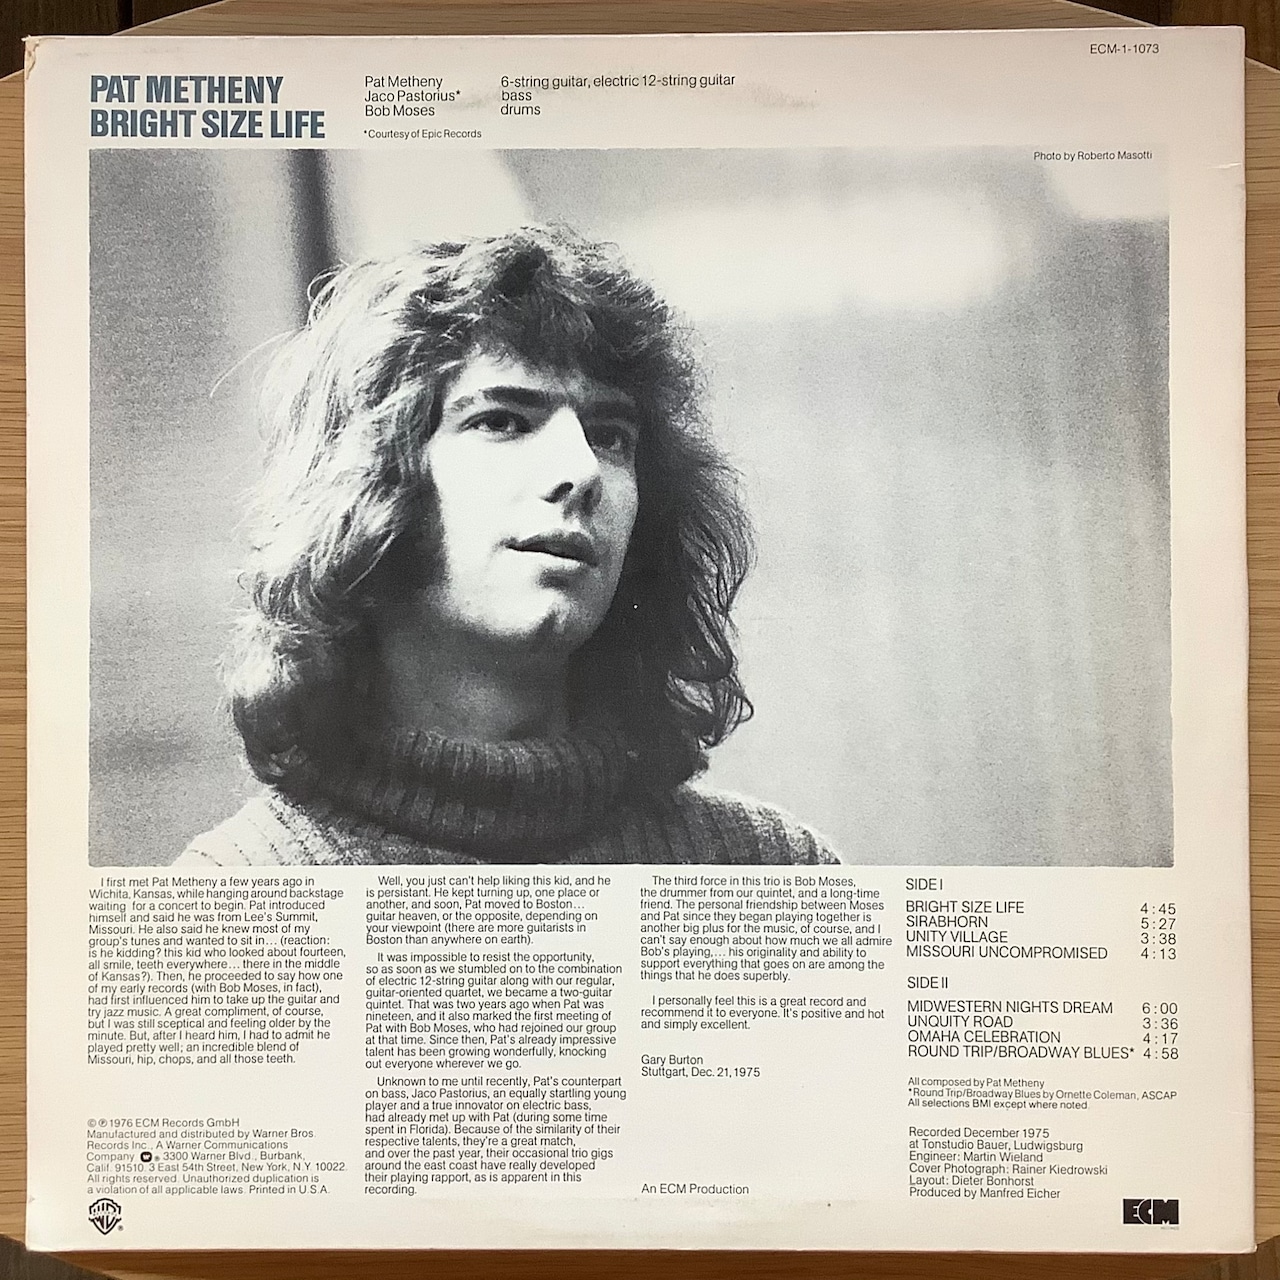 ECM-1-1073
PAT METHENY
BRIGHT SIZE LIFE
Pat Metheny 6-string guitar, electric 12-string guitar
Jaco Pastorius* bass
Bob Moses drums
*Courtesy of Epic Records
Photo by Roberto Masotti
I first met Pat Metheny a few years ago in
Wichita, Kansas, while hanging around backstage
waiting for a concert to begin. Pat introduced
himself and said he was from Lee's Summit,
Missouri. He also said he knew most of my
group's tunes and wanted to sit in... (reaction:
is he kidding? this kid who looked about fourteen,
all smile, teeth everywhere... there in the middle
of Kansas?). Then, he proceeded to say how one
of my early records (with Bob Moses, in fact),
had first influenced him to take up the guitar and
try jazz music. A great compliment, of course,
but I was still sceptical and feeling older by the
minute. But, after I heard him, I had to admit he
played pretty well; an incredible blend of
Missouri, hip, chops, and all those teeth.
©℗1976 ECM Records GmbH
Manufactured and distributed by Warner Bros.
Records Inc., A Warner Communications
Company. W® 3300 Warner Blvd., Burbank,
Calif. 91510. 3 East 54th Street, New York, N.Y. 10022.
All rights reserved. Unauthorized duplication is
a violation of all applicable laws. Printed in U.S.A.
WB®
Well, you just can't help liking this kid, and he
is persistant. He kept turning up, one place or
another, and soon, Pat moved to Boston...
guitar heaven, or the opposite, depending on
your viewpoint (there are more guitarists in
Boston than anywhere on earth).
It was impossible to resist the opportunity,
so as soon as we stumbled on to the combination
of electric 12-string guitar along with our regular,
guitar-oriented quartet, we became a two-guitar
quintet. That was two years ago when Pat was
nineteen, and it also marked the first meeting of
Pat with Bob Moses, who had rejoined our group
at that time. Since then, Pat's already impressive
talent has been growing wonderfully, knocking
out everyone wherever we go.
Unknown to me until recently, Pat's counterpart
on bass, Jaco Pastorius, an equally startling young
player and a true innovator on electric bass,
had already met up with Pat (during some time
spent in Florida). Because of the similarity of their
respective talents, they're a great match,
and over the past year, their occasional trio gigs
around the east coast have really developed
their playing rapport, as is apparent in this
recording.
The third force in this trio is Bob Moses,
the drummer from our quintet, and a long-time
friend. The personal friendship between Moses
and Pat since they began playing together is
another big plus for the music, of course, and I
can't say enough about how much we all admire
Bob's playing,... his originality and ability to
support everything that goes on are among the
things that he does superbly.
I personally feel this is a great record and
recommend it to everyone. It's positive and hot
and simply excellent.
Gary Burton
Stuttgart, Dec. 21, 1975
An ECM Production
SIDE I
BRIGHT SIZE LIFE 4:45
SIRABHORN 5:27
UNITY VILLAGE 3:38
MISSOURI UNCOMPROMISED 4:13
SIDE II
MIDWESTERN NIGHTS DREAM 6:00
UNQUITY ROAD 3:36
OMAHA CELEBRATION 4:17
ROUND TRIP/BROADWAY BLUES* 4:58
All composed by Pat Metheny
*Round Trip/Broadway Blues by Ornette Coleman, ASCAP
All selections BMI except where noted.
Recorded December 1975
at Tonstudio Bauer, Ludwigsburg
Engineer: Martin Wieland
Cover Photograph: Rainer Kiedrowski
Layout: Dieter Bonhorst
Produced by Manfred Eicher
ECM